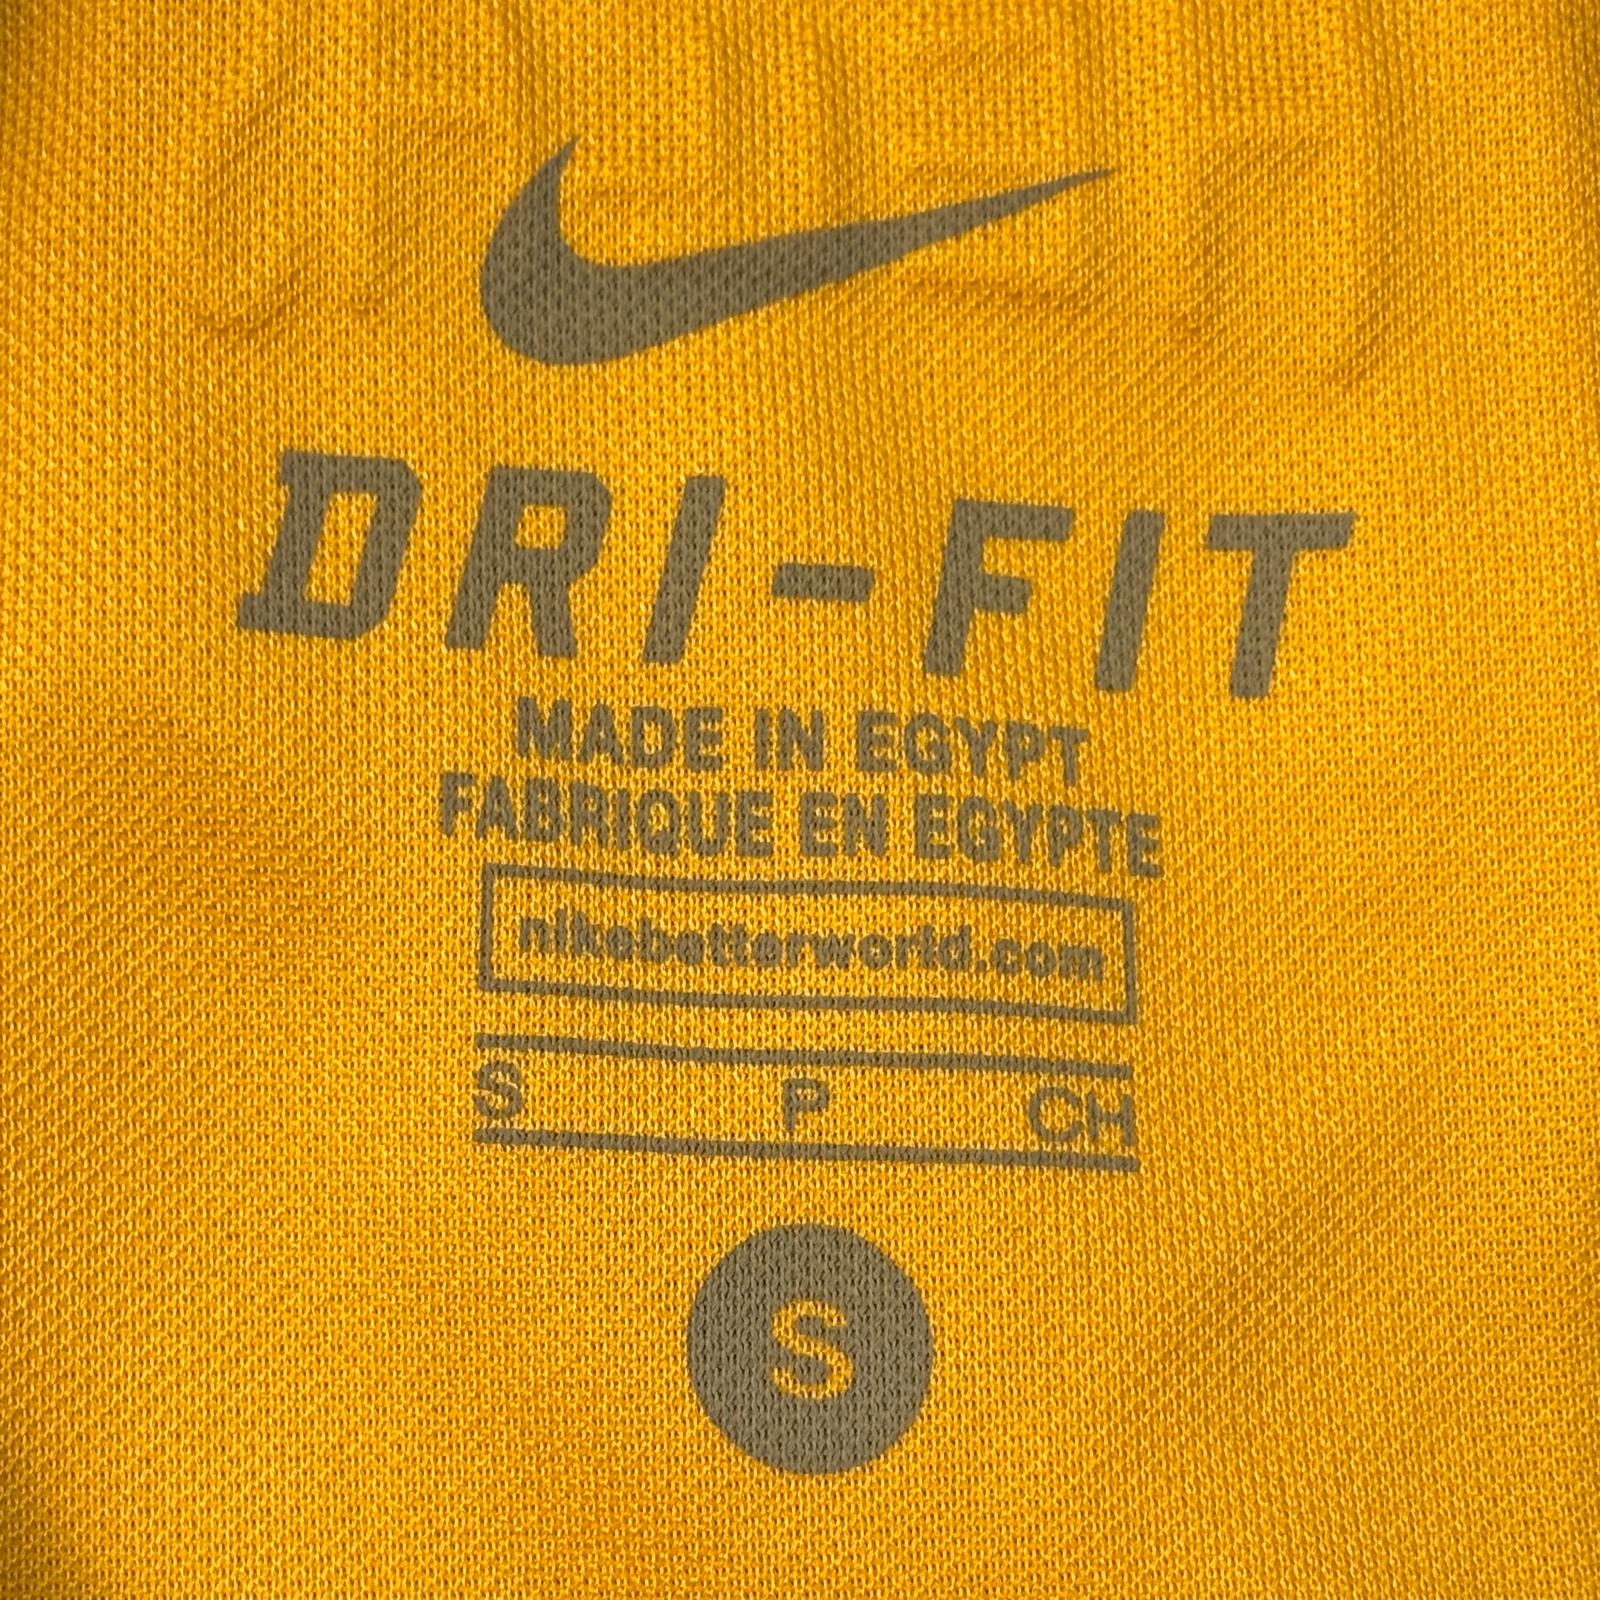 DRI-FIT
MADE IN EGYPT
FABRIQUE EN EGYPTE
nikebetterworld.com
S P CH
S